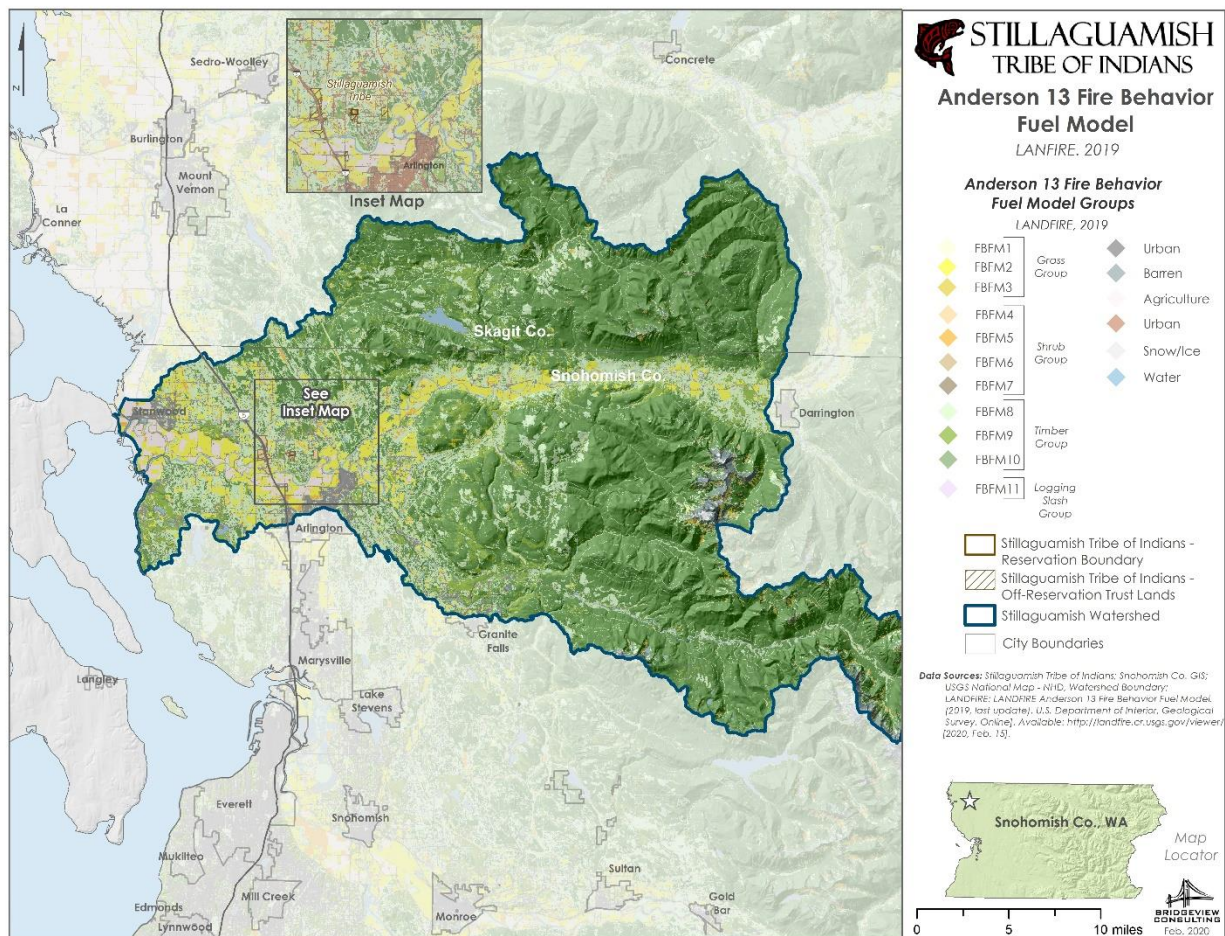 STILLAGUAMISH
TRIBE OF INDIANS
Anderson 13 Fire Behavior
Fuel Model
LANFIRE, 2019
Anderson 13 Fire Behavior
Fuel Model Groups
LANDFIRE, 2019
FBFM1
FBFM2
FBFM3
Grass
Group
FBFM4
FBFM5
FBFM6
FBFM7
Shrub
Group
FBFM8
FBFM9
FBFM10
Timber
Group
FBFM11
Logging
Slash
Group
Urban
Barren
Agriculture
Urban
Snow/Ice
Water
Stillaguamish Tribe of Indians -
Reservation Boundary
Stillaguamish Tribe of Indians -
Off-Reservation Trust Lands
Stillaguamish Watershed
City Boundaries
Data Sources: Stillaguamish Tribe of Indians; Snohomish Co. GIS;
USGS National Map - NHD, Watershed Boundary;
LANDFIRE; LANDFIRE Anderson 13 Fire Behavior Fuel Model.
(2019, last update). U.S. Department of Interior, Geological
Survey. Online]. Available: http://landfire.cr.usgs.gov/viewer/
[2020, Feb. 15].
Snohomish Co., WA
Map
Locator
0 5 10 miles
BRIDGEVIEW
CONSULTING
Feb. 2020
N
Sedro-Woolley
Concrete
Burlington
Mount
Vernon
La
Conner
Stillaguamish
Tribe
Arlington
Inset Map
Skagit Co.
Snohomish Co.
See
Inset Map
5
Stanwood
Darrington
Arlington
Granite
Falls
Marysville
Langley
Lake
Stevens
Everett
Snohomish
Mukilteo
Mill Creek
Edmonds
Lynnwood
Monroe
Sultan
Gold
Bar